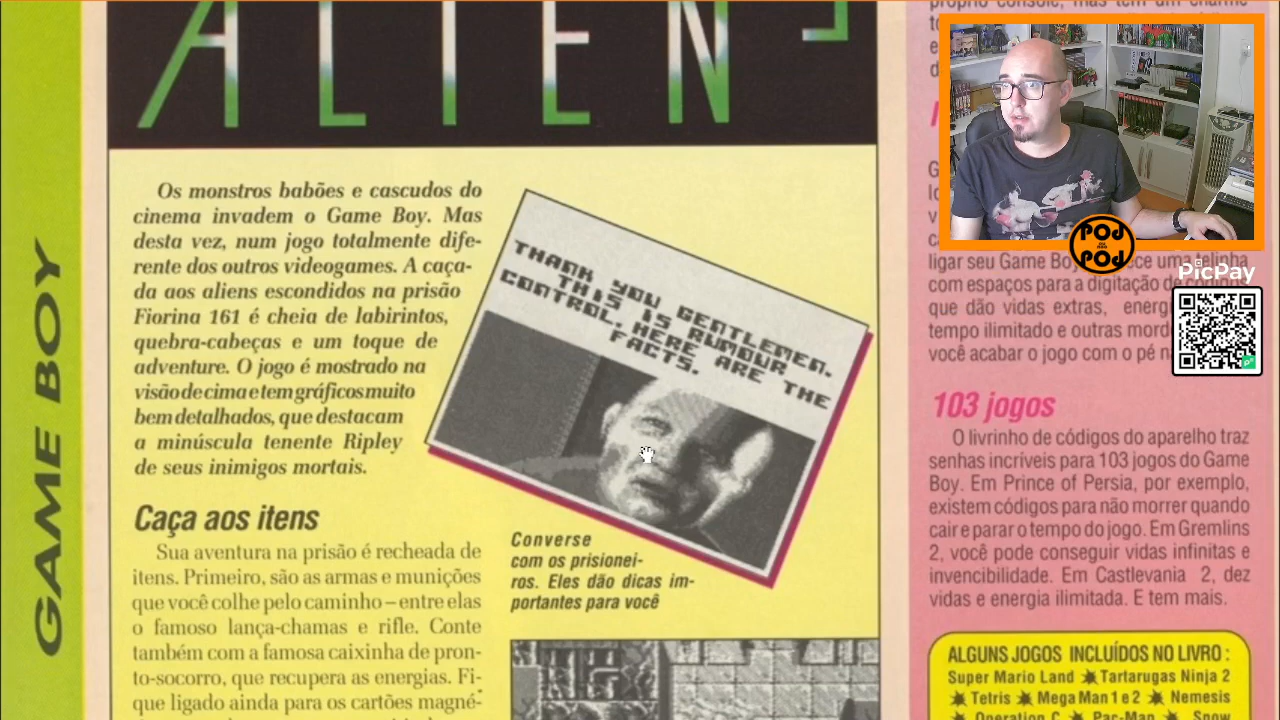 GAME BOY
ALIEN 3
Os monstros babões e cascudos do
cinema invadem o Game Boy. Mas
desta vez, num jogo totalmente dife-
rente dos outros videogames. A caça-
da aos aliens escondidos na prisão
Fiorina 161 é cheia de labirintos,
quebra-cabeças e um toque de
adventure. O jogo é mostrado na
visão de cima e tem gráficos muito
bem detalhados, que destacam
a minúscula tenente Ripley
de seus inimigos mortais.
Caça aos itens
Sua aventura na prisão é recheada de
itens. Primeiro, são as armas e munições
que você colhe pelo caminho – entre elas
o famoso lança-chamas e rifle. Conte
também com a famosa caixinha de pron-
to-socorro, que recupera as energias. Fi-
que ligado ainda para os cartões magné-
THANK YOU GENTLEMEN.
THIS IS RUMOUR
CONTROL. HERE ARE THE
FACTS.
Converse
com os prisionei-
ros. Eles dão dicas im-
portantes para você
POD
POD
PicPay
ligar seu Game Boy, uma telinha
com espaços para a digitação de códigos
que dão vidas extras,
tempo ilimitado e outras
você acabar o jogo com o pé
103 jogos
O livrinho de códigos do aparelho traz
senhas incríveis para 103 jogos do Game
Boy. Em Prince of Persia, por exemplo,
existem códigos para não morrer quando
cair e parar o tempo do jogo. Em Gremlins
2, você pode conseguir vidas infinitas e
invencibilidade. Em Castlevania 2, dez
vidas e energia ilimitada. E tem mais.
ALGUNS JOGOS INCLUÍDOS NO LIVRO :
Super Mario Land Tartarugas Ninja 2
Tetris Mega Man 1 e 2 Nemesis
Operation C Pac-Man Snow